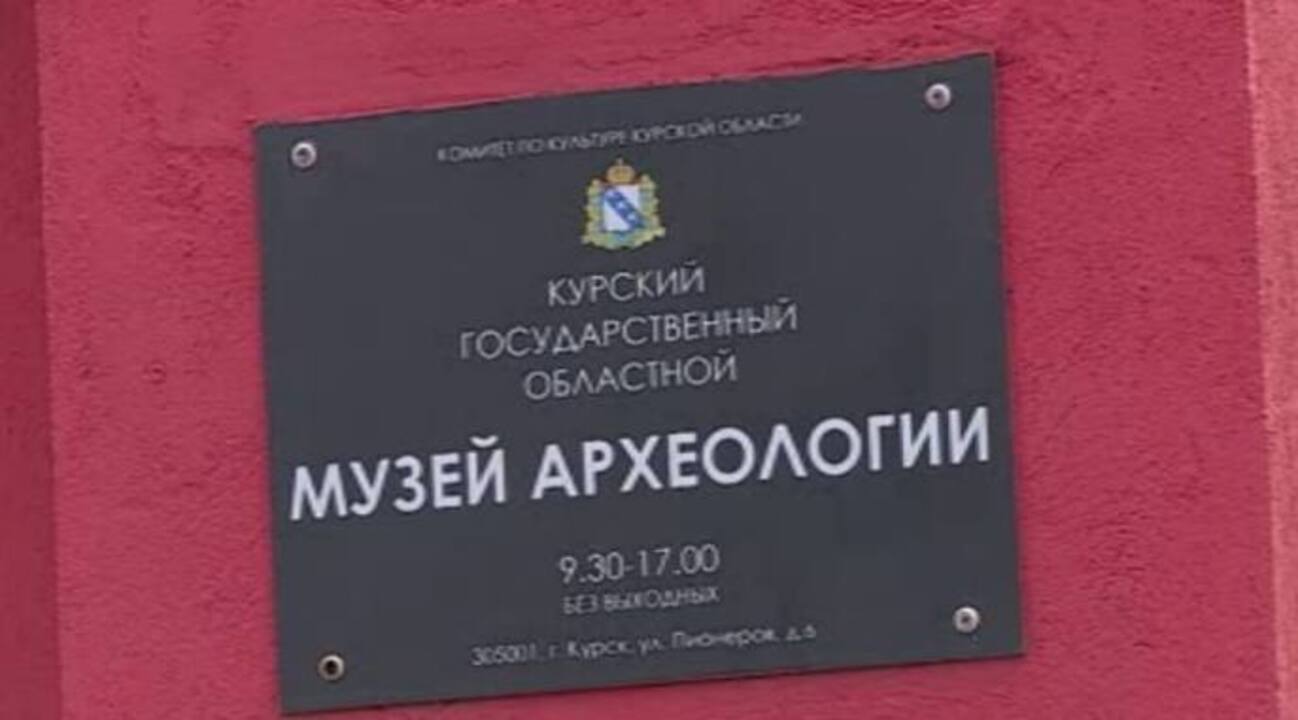 КОМИТЕТ ПО КУЛЬТУРЕ КУРСКОЙ ОБЛАСТИ
КУРСКИЙ
ГОСУДАРСТВЕННЫЙ
ОБЛАСТНОЙ
МУЗЕЙ АРХЕОЛОГИИ
9.30-17.00
БЕЗ ВЫХОДНЫХ
305001, г. Курск, ул. Пионеров, д.6